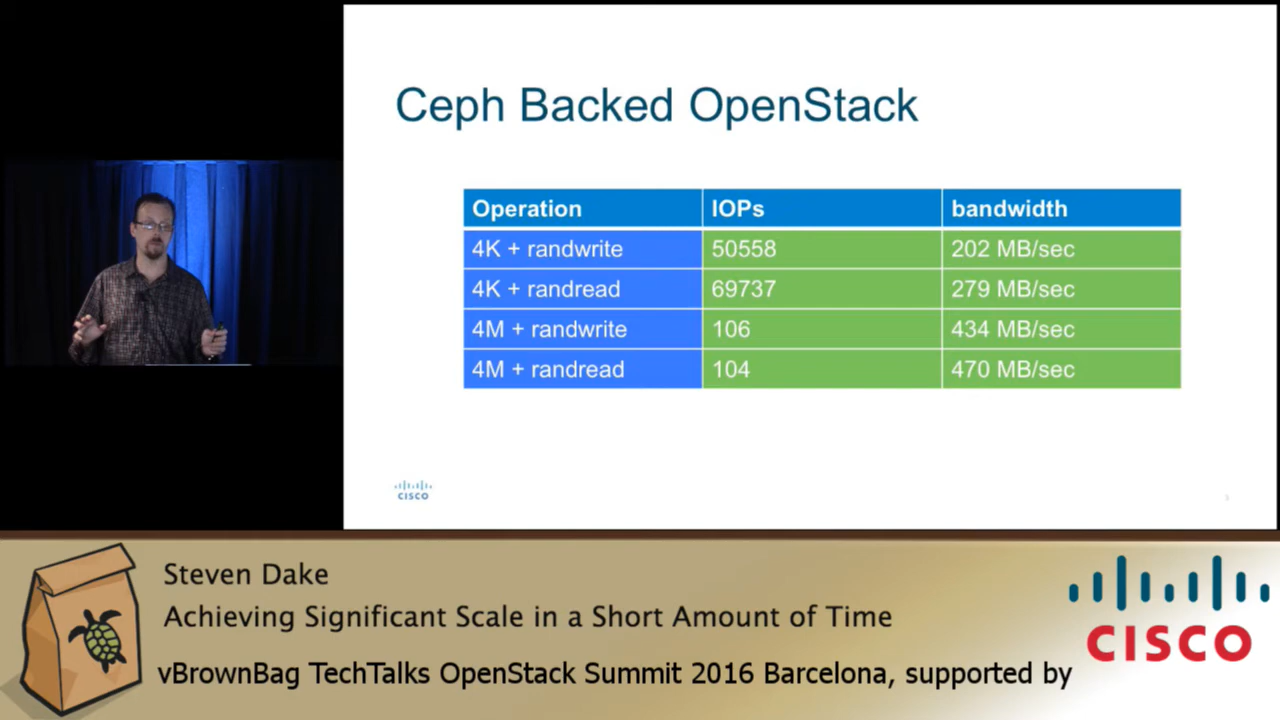 Ceph Backed OpenStack
Operation IOPs bandwidth
4K + randwrite 50558 202 MB/sec
4K + randread 69737 279 MB/sec
4M + randwrite 106 434 MB/sec
4M + randread 104 470 MB/sec
CISCO
Steven Dake
Achieving Significant Scale in a Short Amount of Time
vBrownBag TechTalks OpenStack Summit 2016 Barcelona, supported by
CISCO